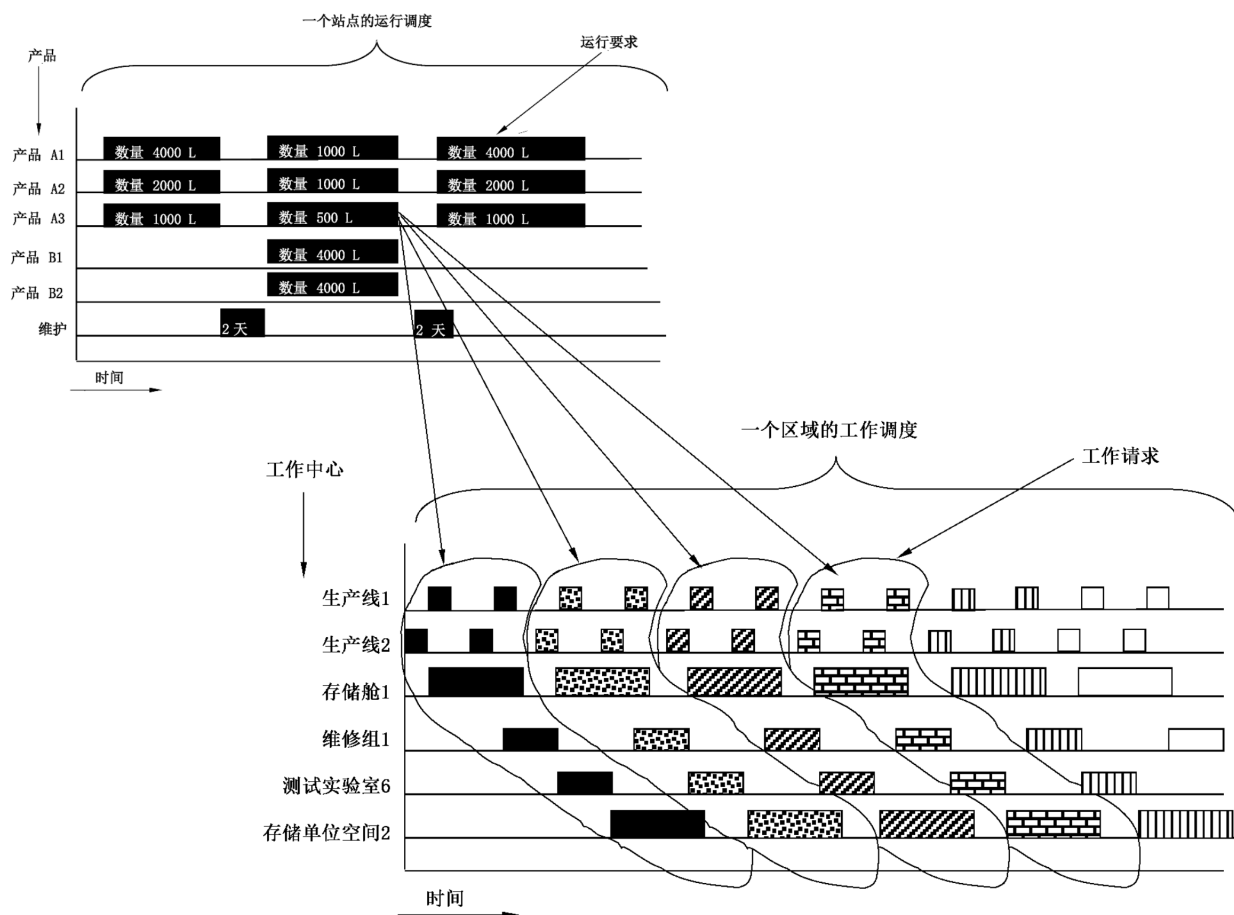 一个站点的运行调度
运行要求
产品
产品 A1
数量 4000 L
数量 1000 L
数量 4000 L
产品 A2
数量 2000 L
数量 1000 L
数量 2000 L
产品 A3
数量 1000 L
数量 500 L
数量 1000 L
产品 B1
数量 4000 L
产品 B2
数量 4000 L
维护
2 天
2 天
时间
一个区域的工作调度
工作中心
工作请求
生产线1
生产线2
存储舱1
维修组1
测试实验室6
存储单位空间2
时间